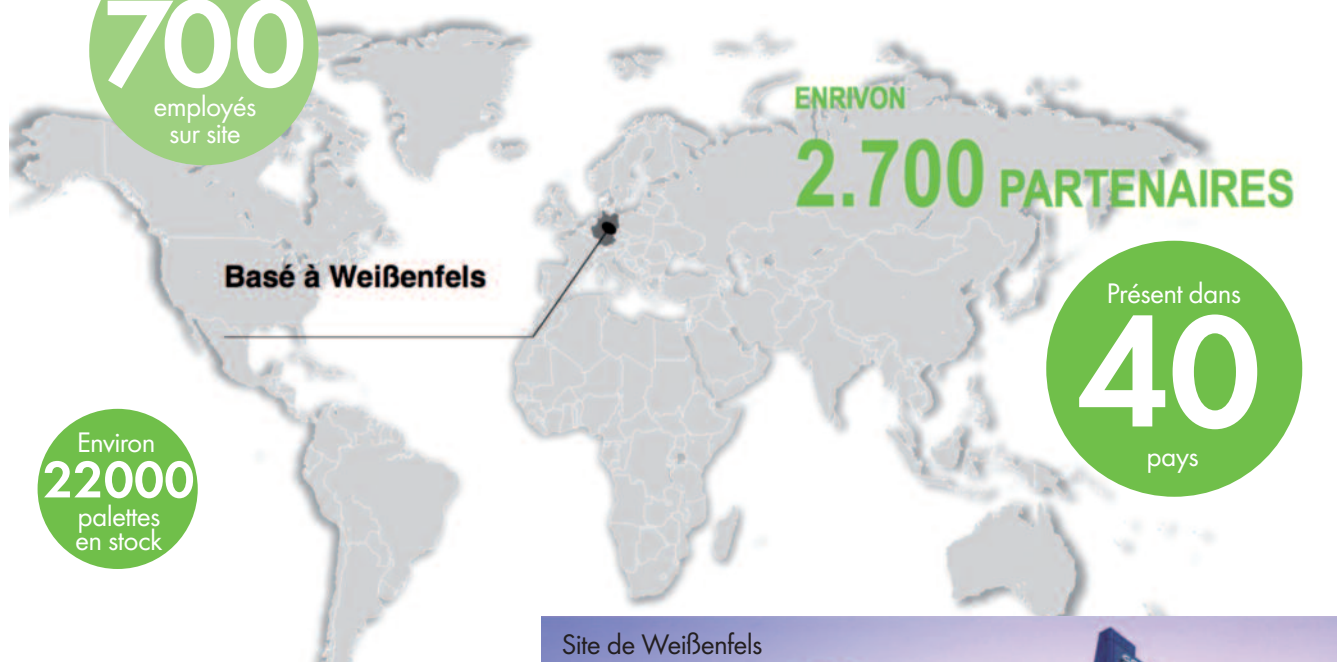 700
employés
sur site
ENRIVON
2.700 PARTENAIRES
Basé à Weißenfels
Présent dans
40
pays
Environ
22000
palettes
en stock
Site de Weißenfels